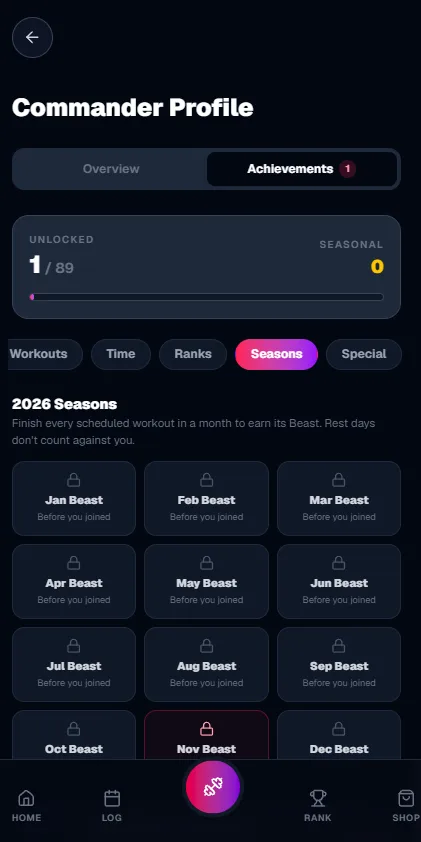 Commander Profile
Overview
Achievements 1
UNLOCKED
SEASONAL
1 / 89
0
Workouts
Time
Ranks
Seasons
Special
2026 Seasons
Finish every scheduled workout in a month to earn its Beast. Rest days
don't count against you.
Jan Beast
Before you joined
Feb Beast
Before you joined
Mar Beast
Before you joined
Apr Beast
Before you joined
May Beast
Before you joined
Jun Beast
Before you joined
Jul Beast
Before you joined
Aug Beast
Before you joined
Sep Beast
Before you joined
Oct Beast
Nov Beast
Dec Beast
HOME
LOG
RANK
SHOP